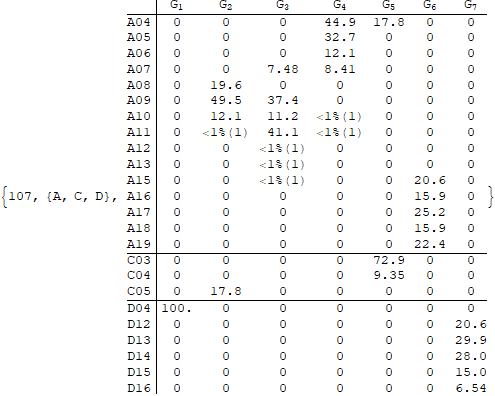 G1 G2 G3 G4 G5 G6 G7
A04 0 0 0 44.9 17.8 0 0
A05 0 0 0 32.7 0 0 0
A06 0 0 0 12.1 0 0 0
A07 0 0 7.48 8.41 0 0 0
A08 0 19.6 0 0 0 0 0
A09 0 49.5 37.4 0 0 0 0
A10 0 12.1 11.2 <1%(1) 0 0 0
A11 0 <1%(1) 41.1 <1%(1) 0 0 0
A12 0 0 <1%(1) 0 0 0 0
A13 0 0 <1%(1) 0 0 0 0
A15 0 0 <1%(1) 0 0 20.6 0
{107, {A, C, D}, A16 0 0 0 0 0 15.9 0 }
A17 0 0 0 0 0 25.2 0
A18 0 0 0 0 0 15.9 0
A19 0 0 0 0 0 22.4 0
C03 0 0 0 0 72.9 0 0
C04 0 0 0 0 9.35 0 0
C05 0 17.8 0 0 0 0 0
D04 100. 0 0 0 0 0 0
D12 0 0 0 0 0 0 20.6
D13 0 0 0 0 0 0 29.9
D14 0 0 0 0 0 0 28.0
D15 0 0 0 0 0 0 15.0
D16 0 0 0 0 0 0 6.54